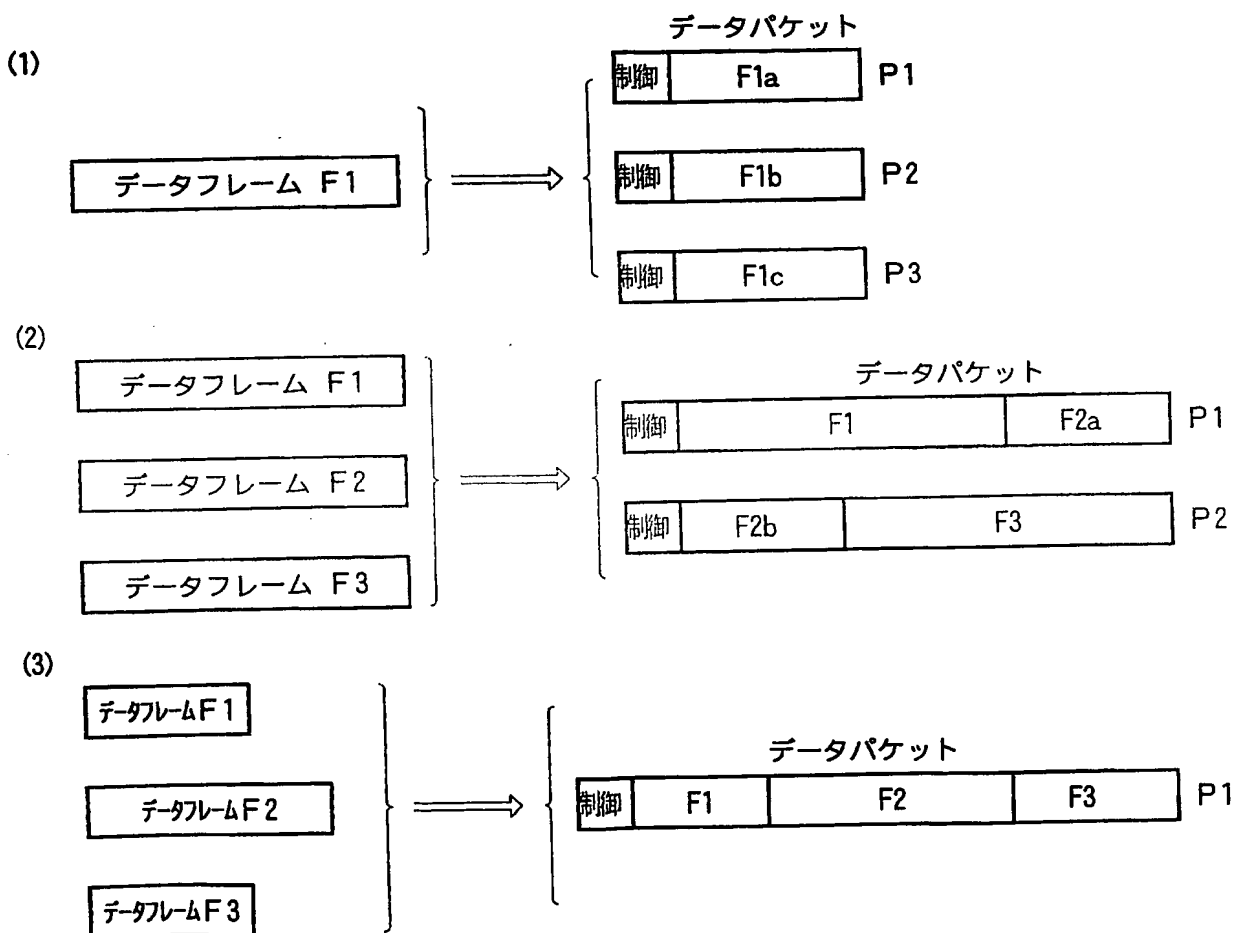 (1)
データフレーム F1
データパケット
制御 F1a P1
制御 F1b P2
制御 F1c P3
(2)
データフレーム F1
データフレーム F2
データフレーム F3
データパケット
制御 F1 F2a P1
制御 F2b F3 P2
(3)
データフレームF1
データフレームF2
データフレームF3
データパケット
制御 F1 F2 F3 P1